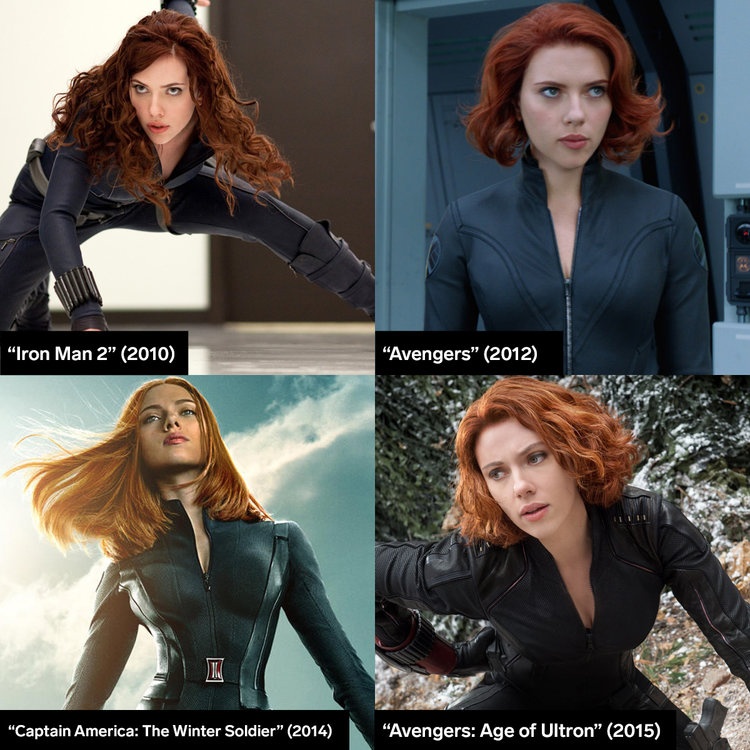 “Iron Man 2” (2010)
“Avengers” (2012)
“Captain America: The Winter Soldier” (2014)
“Avengers: Age of Ultron” (2015)